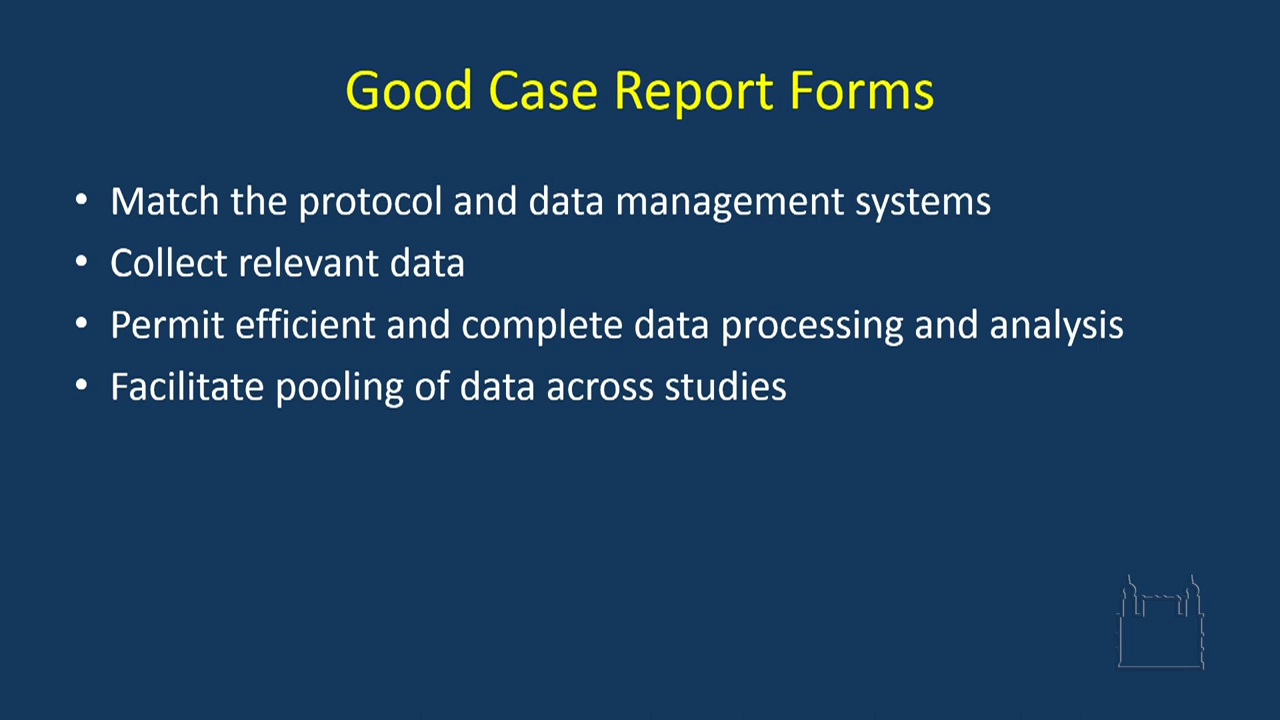 Good Case Report Forms
• Match the protocol and data management systems
• Collect relevant data
• Permit efficient and complete data processing and analysis
• Facilitate pooling of data across studies